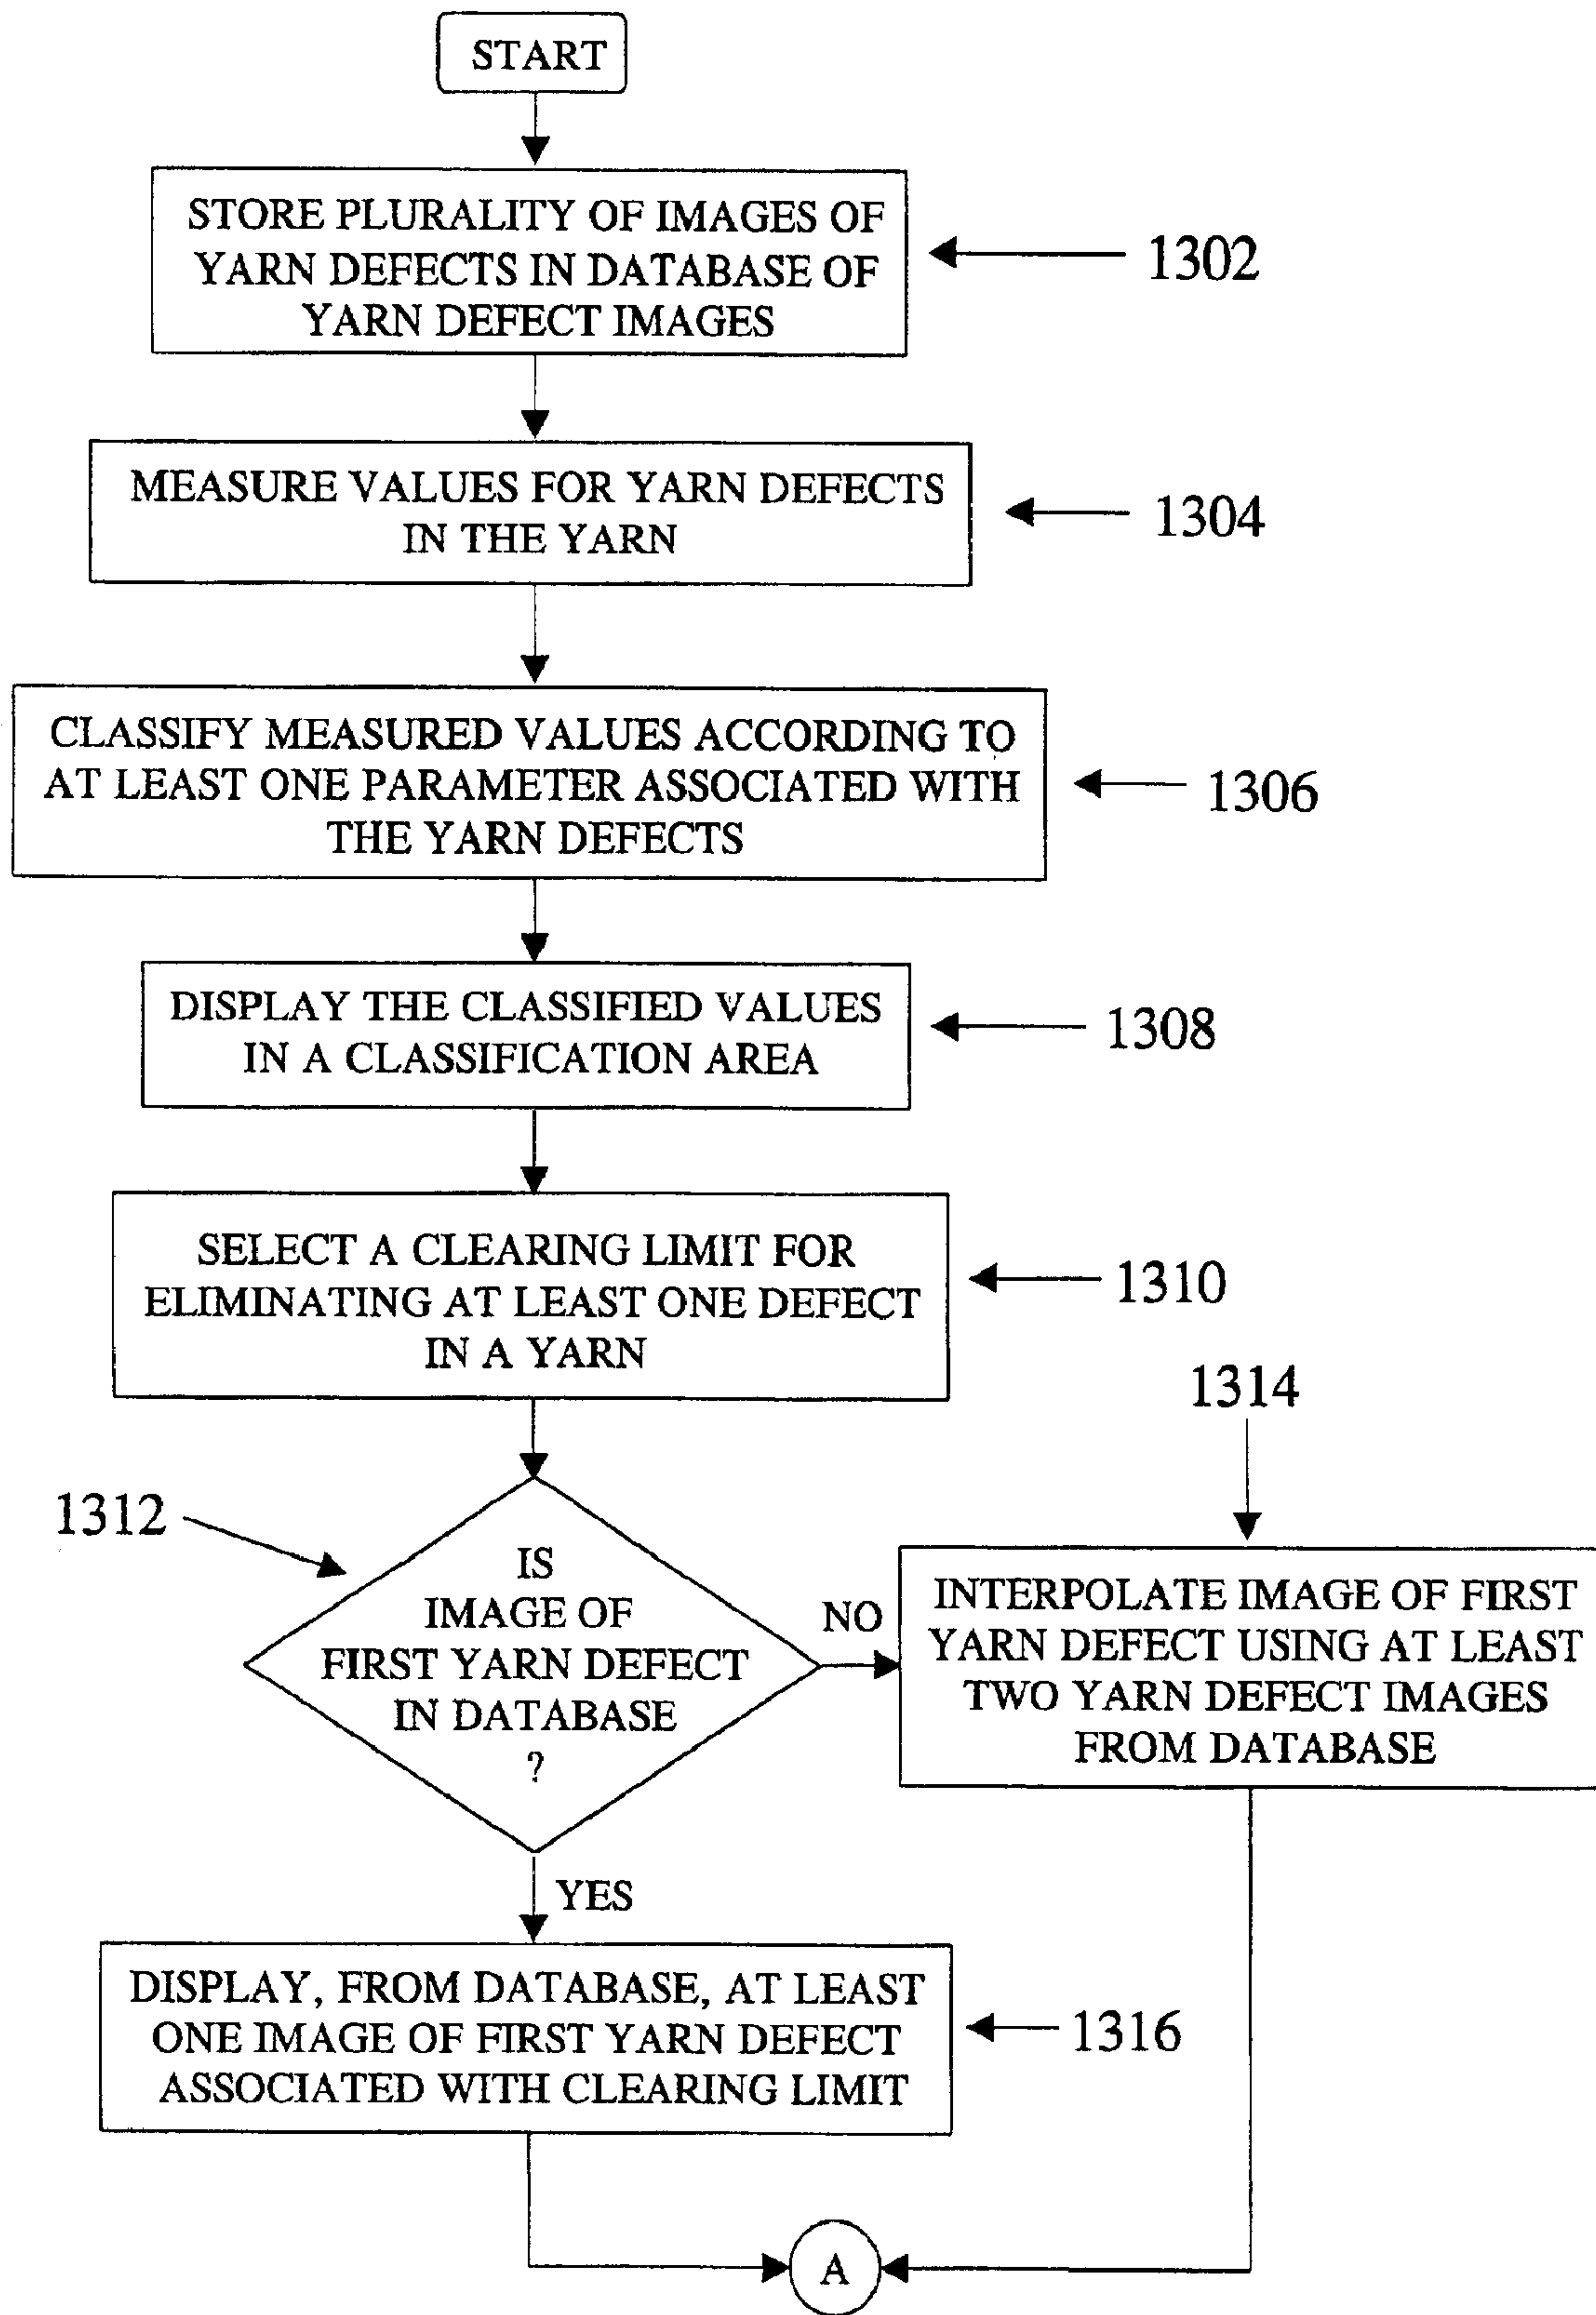 START
STORE PLURALITY OF IMAGES OF
YARN DEFECTS IN DATABASE OF
YARN DEFECT IMAGES
1302
MEASURE VALUES FOR YARN DEFECTS
IN THE YARN
1304
CLASSIFY MEASURED VALUES ACCORDING TO
AT LEAST ONE PARAMETER ASSOCIATED WITH
THE YARN DEFECTS
1306
DISPLAY THE CLASSIFIED VALUES
IN A CLASSIFICATION AREA
1308
SELECT A CLEARING LIMIT FOR
ELIMINATING AT LEAST ONE DEFECT
IN A YARN
1310
1312
IS
IMAGE OF
FIRST YARN DEFECT
IN DATABASE
?
NO
1314
INTERPOLATE IMAGE OF FIRST
YARN DEFECT USING AT LEAST
TWO YARN DEFECT IMAGES
FROM DATABASE
YES
DISPLAY, FROM DATABASE, AT LEAST
ONE IMAGE OF FIRST YARN DEFECT
ASSOCIATED WITH CLEARING LIMIT
1316
A